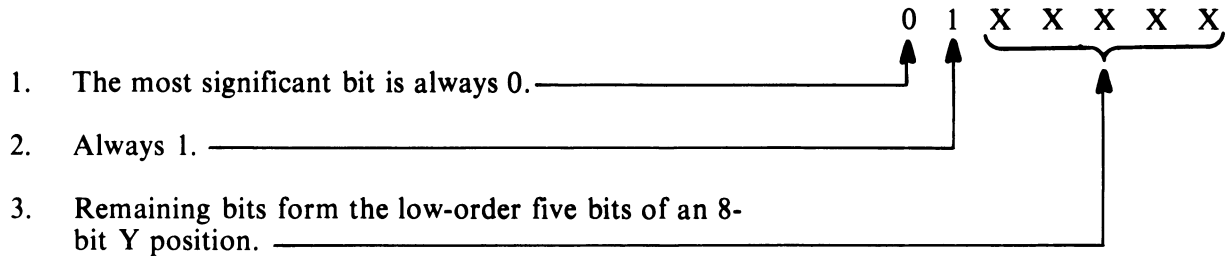 0 1 X X X X X
1. The most significant bit is always 0.
2. Always 1.
3. Remaining bits form the low-order five bits of an 8-
bit Y position.